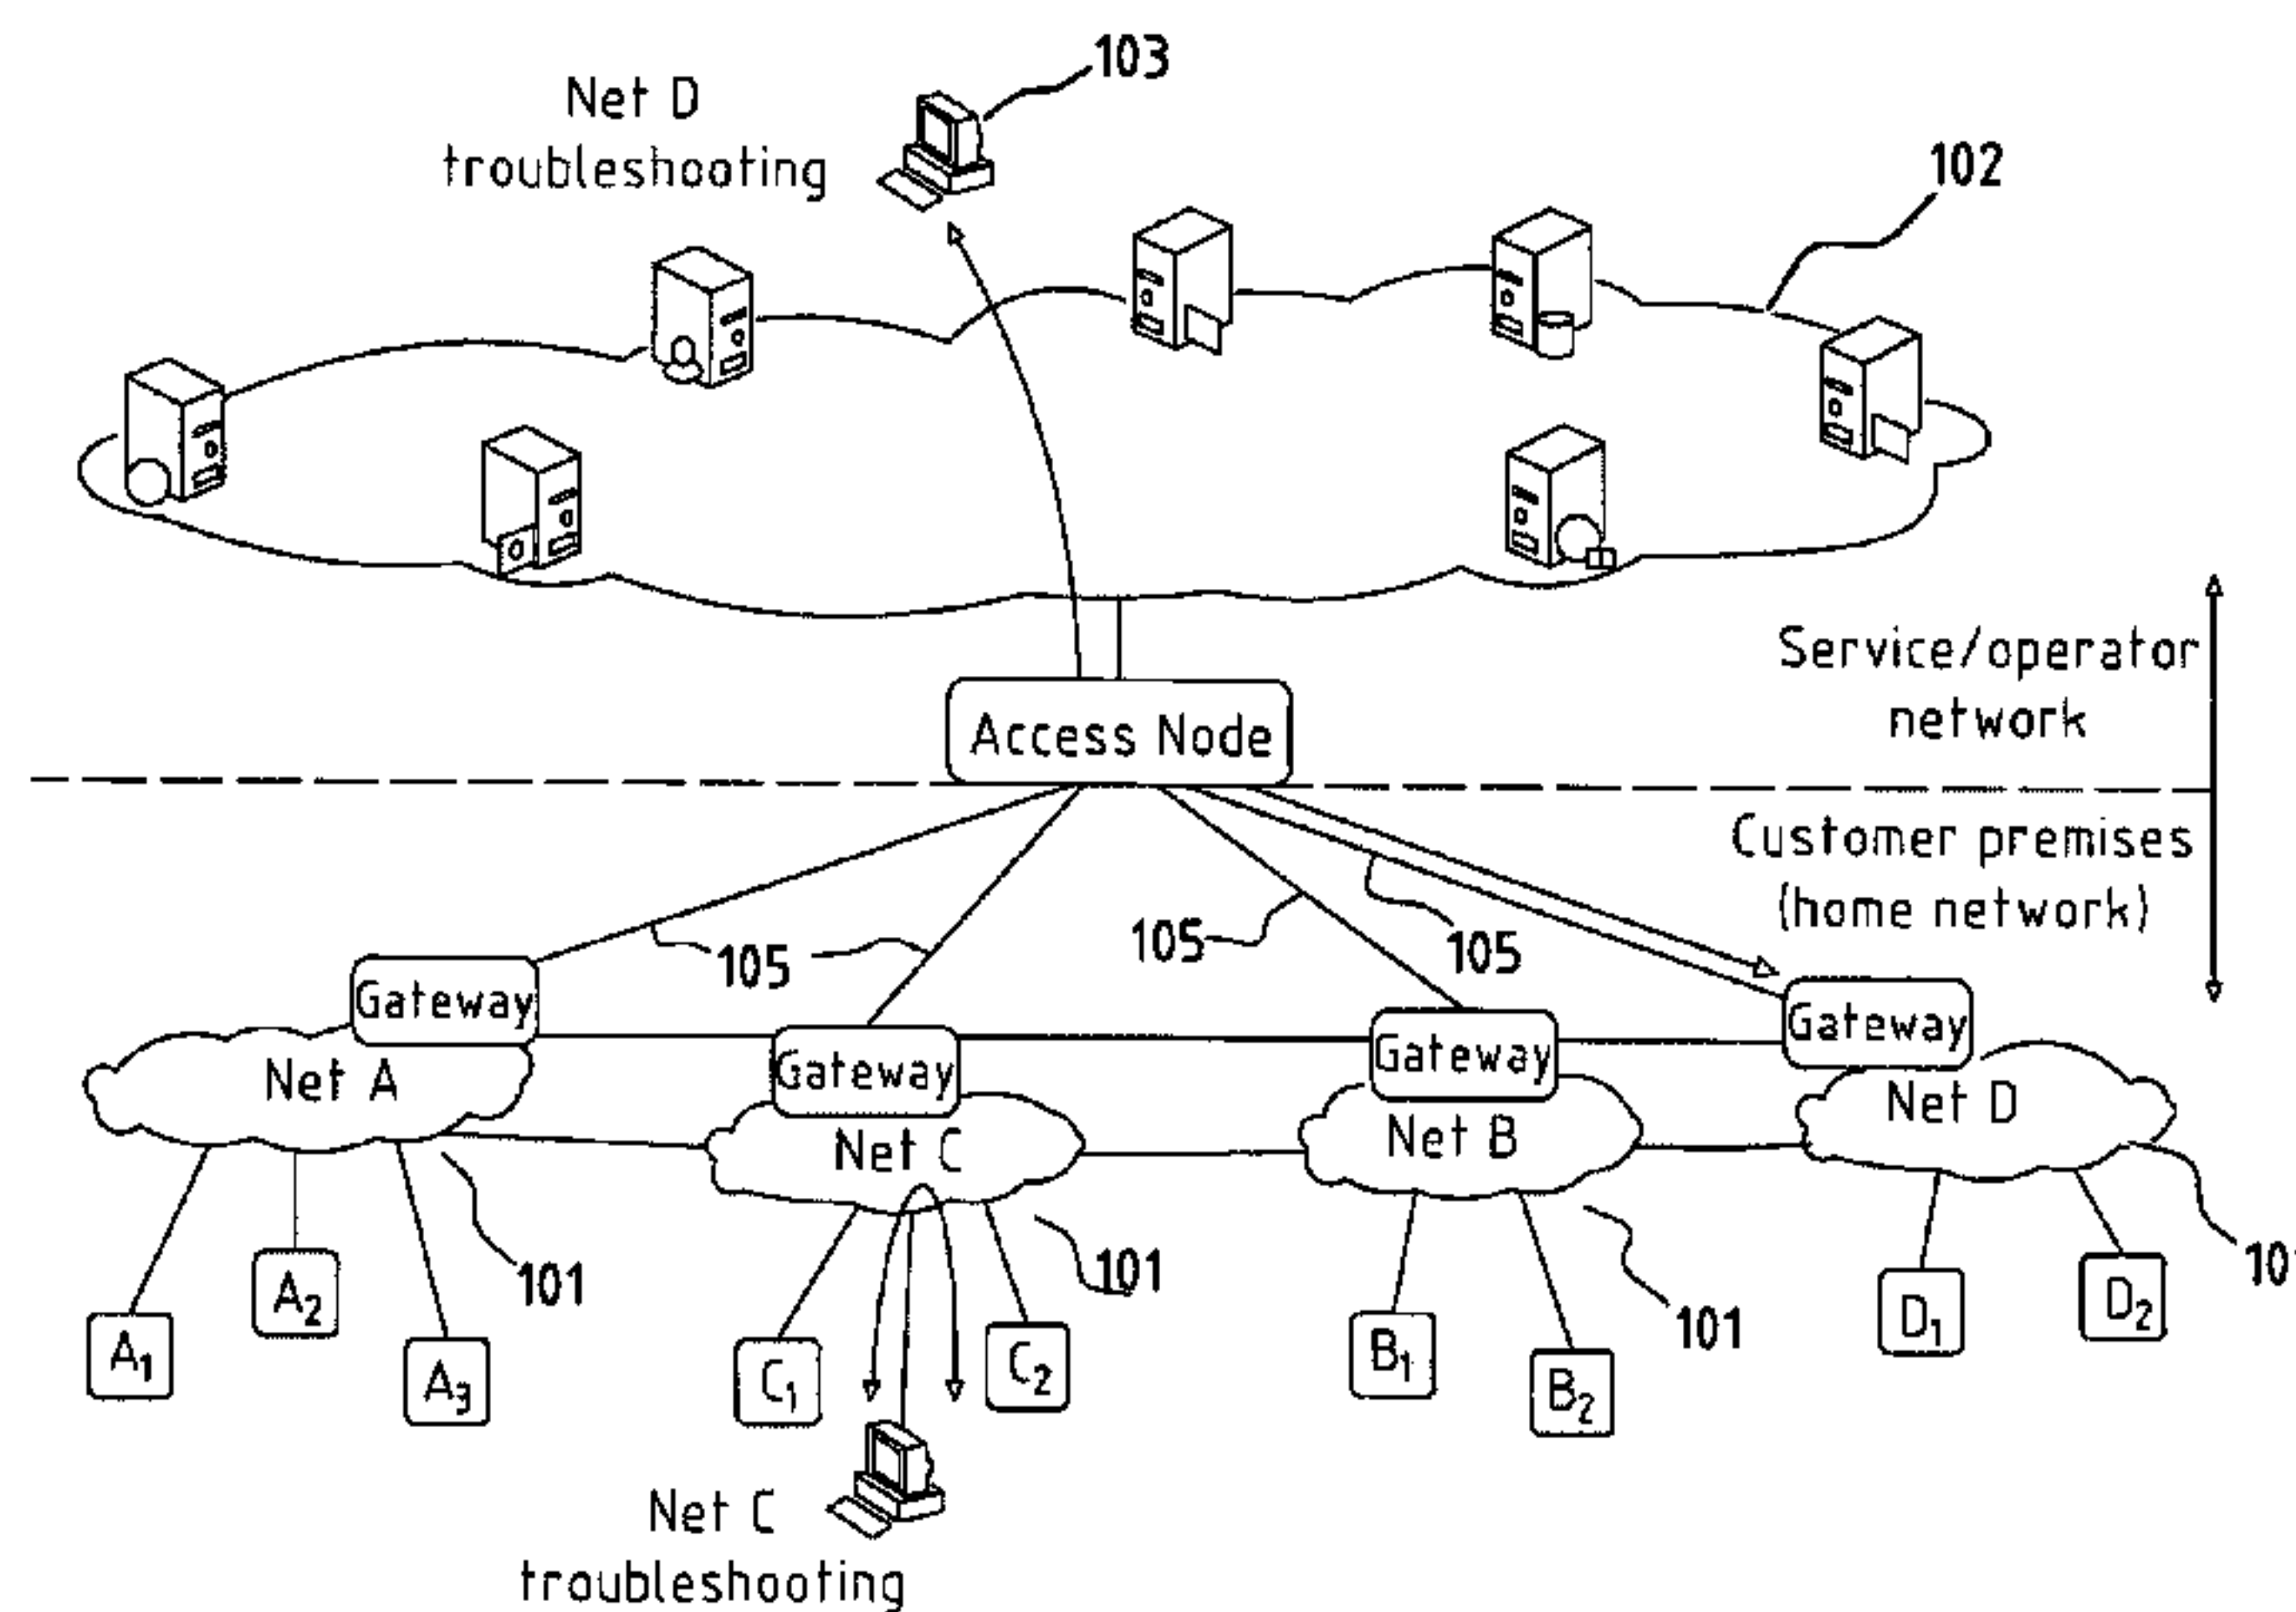 103
Net D
troubleshooting
102
Service/operator
network
Access Node
Customer premises
(home network)
105
105
105
Gateway
Gateway
Gateway
Gateway
Net A
Net C
Net B
Net D
101
101
101
A1
A2
A3
C1
C2
B1
B2
D1
D2
Net C
troubleshooting